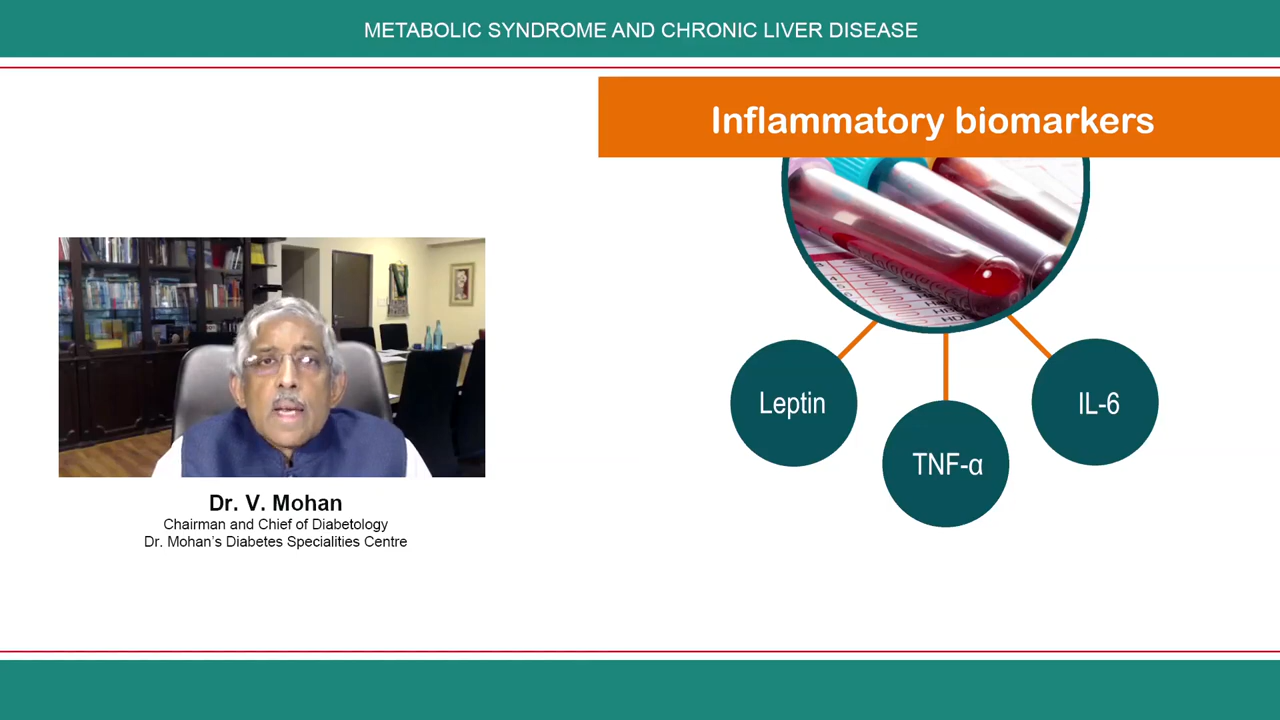 METABOLIC SYNDROME AND CHRONIC LIVER DISEASE
Inflammatory biomarkers
Leptin
TNF-α
IL-6
Dr. V. Mohan
Chairman and Chief of Diabetology
Dr. Mohan's Diabetes Specialities Centre